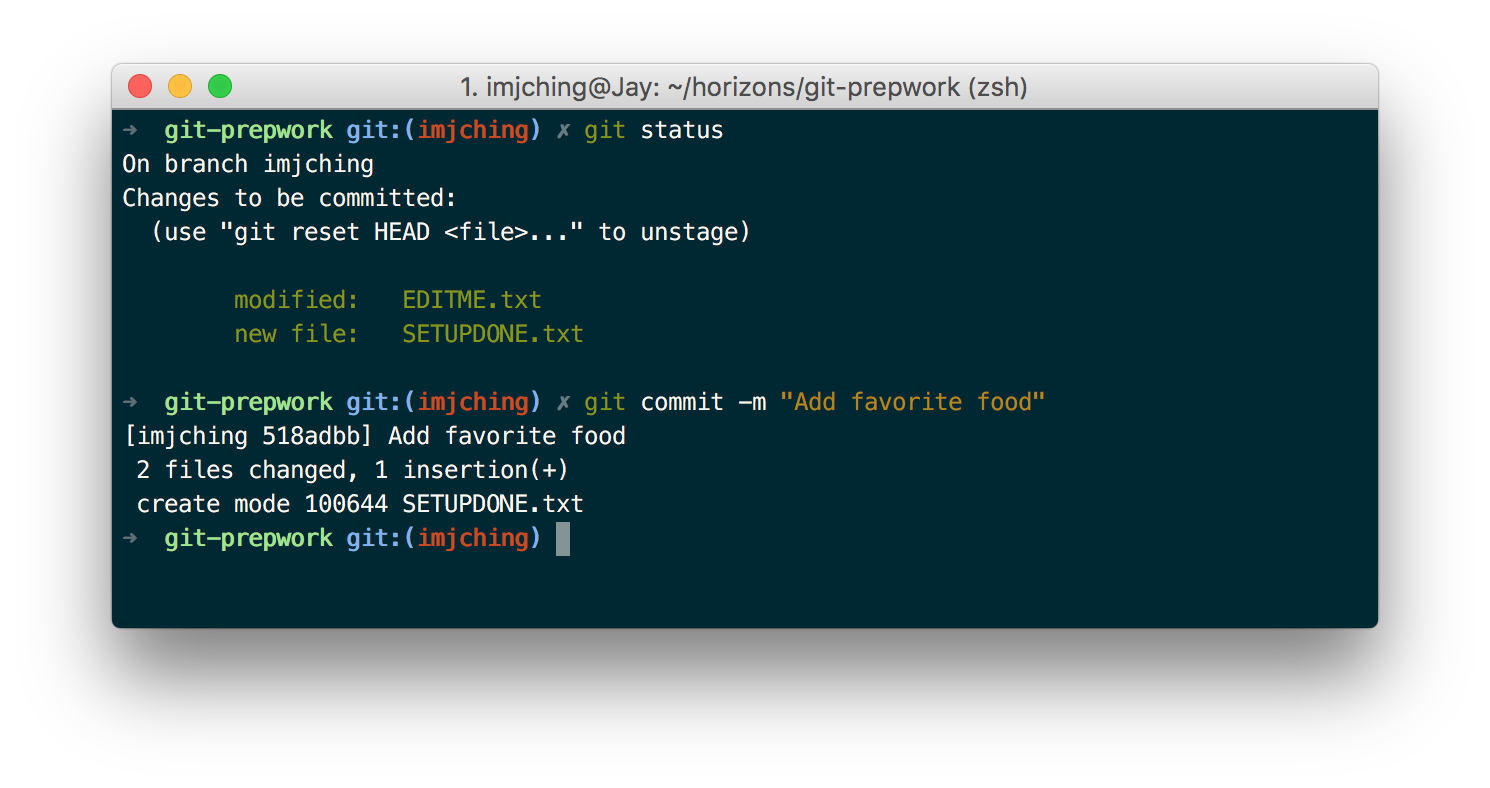 1. imjching@Jay: ~/horizons/git-prepwork (zsh)
➜  git-prepwork git:(imjching) ✗ git status
On branch imjching
Changes to be committed:
  (use "git reset HEAD <file>..." to unstage)
        modified:   EDITME.txt
        new file:   SETUPDONE.txt
➜  git-prepwork git:(imjching) ✗ git commit -m "Add favorite food"
[imjching 518adbb] Add favorite food
 2 files changed, 1 insertion(+)
 create mode 100644 SETUPDONE.txt
➜  git-prepwork git:(imjching)